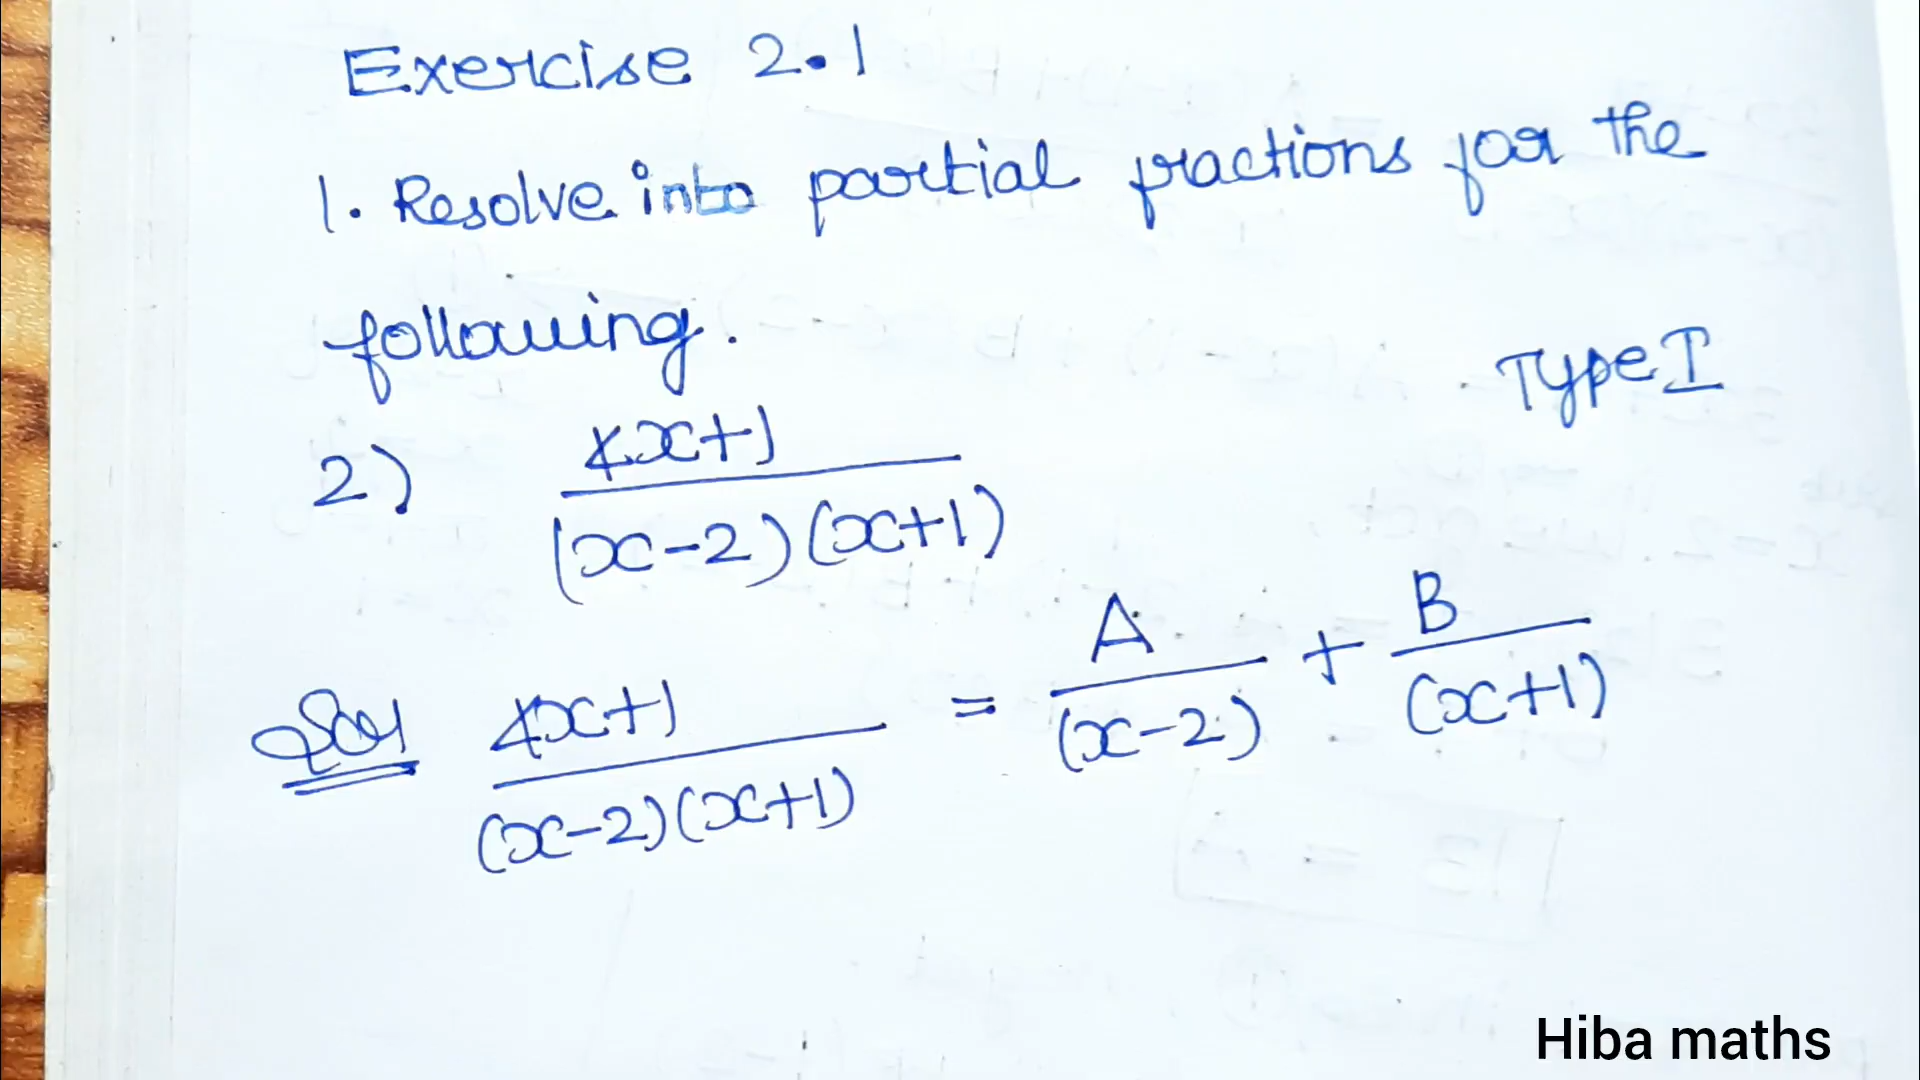 Exercise 2.1
1. Resolve into partial fractions for the
following.
Type I
2) 4x+1
(x-2)(x+1)
Sol 4x+1 = A + B
(x-2)(x+1) (x-2) (x+1)
Hiba maths